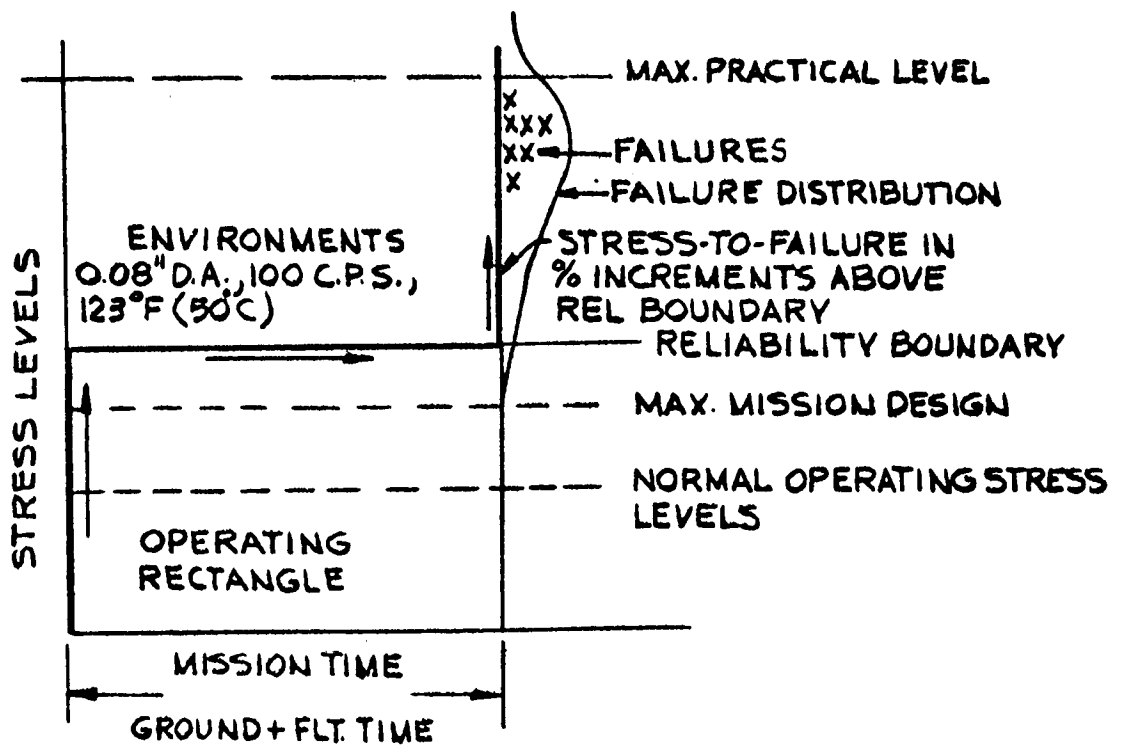 MAX. PRACTICAL LEVEL
X
XXX
XX
FAILURES
X
FAILURE DISTRIBUTION
ENVIRONMENTS
0.08" D.A., 100 C.P.S.,
123°F (50°C)
STRESS-TO-FAILURE IN
% INCREMENTS ABOVE
REL BOUNDARY
RELIABILITY BOUNDARY
MAX. MISSION DESIGN
NORMAL OPERATING STRESS
LEVELS
STRESS LEVELS
OPERATING
RECTANGLE
MISSION TIME
GROUND + FLT. TIME